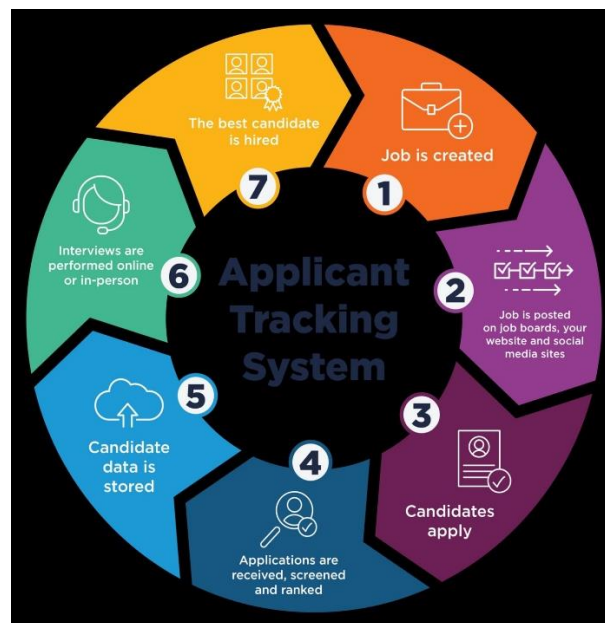 Applicant
Tracking
System
1
Job is created
2
Job is posted
on job boards, your
website and social
media sites
3
Candidates
apply
4
Applications are
received, screened
and ranked
5
Candidate
data is
stored
6
Interviews are
performed online
or in-person
7
The best candidate
is hired